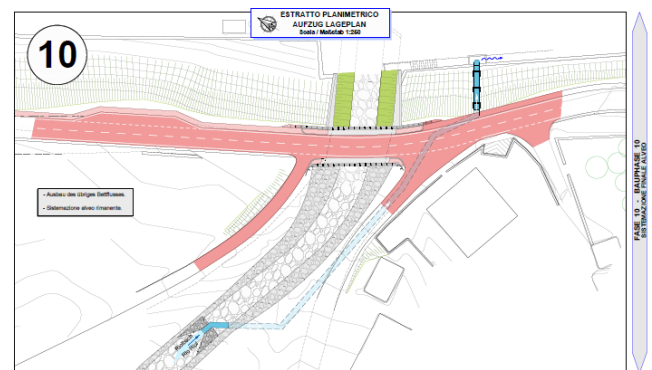 ESTRATTO PLANIMETRICO
AUFZUG LAGEPLAN
Scala / Maßstab 1:250
10
- Ausbau des übriges Bettflusses.
- Sistemazione alveo rimanente.
FASE 10 - BAUPHASE 10
SISTEMAZIONE FINALE ALVEO